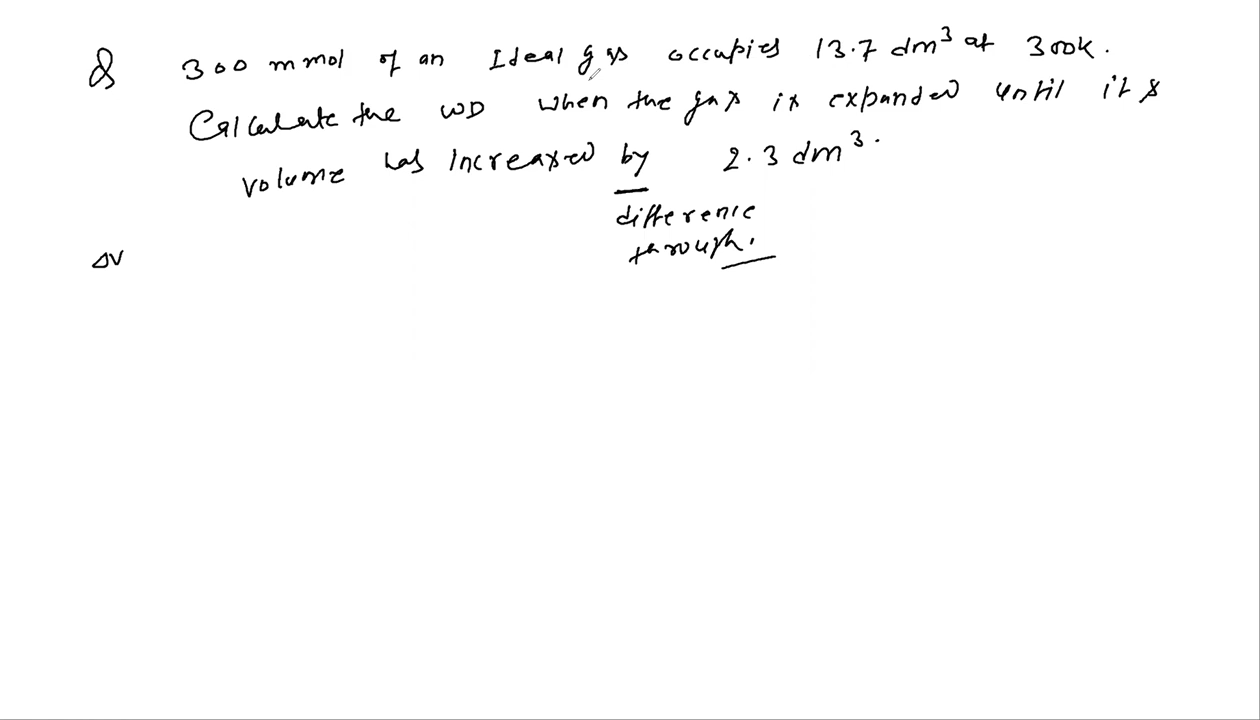 Q 300 mmol of an Ideal gas occupies 13.7 dm³ at 300K.
Calculate the WD when the gas is expanded until it's
volume has increased by 2.3 dm³.
difference
through.
ΔV